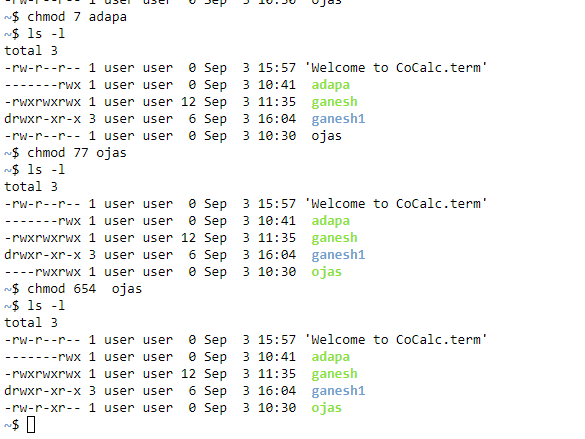 -rw-r--r-- 1 user user  0 Sep  3 10:30  ojas
~$ chmod 7 adapa
~$ ls -l
total 3
-rw-r--r-- 1 user user  0 Sep  3 15:57 'Welcome to CoCalc.term'
-------rwx 1 user user  0 Sep  3 10:41  adapa
-rwxrwxrwx 1 user user 12 Sep  3 11:35  ganesh
drwxr-xr-x 3 user user  6 Sep  3 16:04  ganesh1
-rw-r--r-- 1 user user  0 Sep  3 10:30  ojas
~$ chmod 77 ojas
~$ ls -l
total 3
-rw-r--r-- 1 user user  0 Sep  3 15:57 'Welcome to CoCalc.term'
-------rwx 1 user user  0 Sep  3 10:41  adapa
-rwxrwxrwx 1 user user 12 Sep  3 11:35  ganesh
drwxr-xr-x 3 user user  6 Sep  3 16:04  ganesh1
----rwxrwx 1 user user  0 Sep  3 10:30  ojas
~$ chmod 654  ojas
~$ ls -l
total 3
-rw-r--r-- 1 user user  0 Sep  3 15:57 'Welcome to CoCalc.term'
-------rwx 1 user user  0 Sep  3 10:41  adapa
-rwxrwxrwx 1 user user 12 Sep  3 11:35  ganesh
drwxr-xr-x 3 user user  6 Sep  3 16:04  ganesh1
-rw-r-xr-- 1 user user  0 Sep  3 10:30  ojas
~$